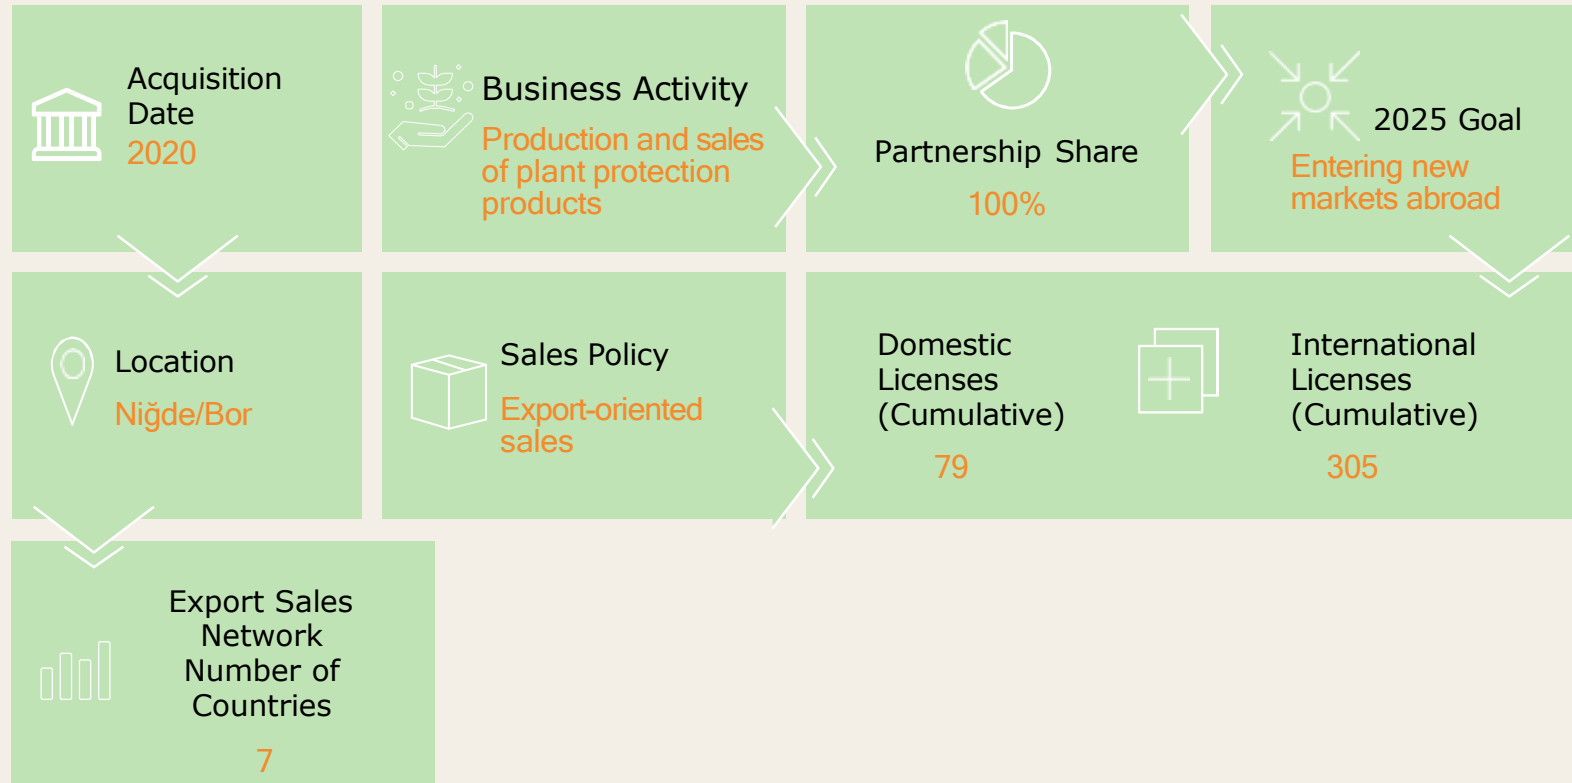 Acquisition
Date
2020
Business Activity
Production and sales
of plant protection
products
Partnership Share
100%
2025 Goal
Entering new
markets abroad
Location
Niğde/Bor
Sales Policy
Export-oriented
sales
Domestic
Licenses
(Cumulative)
79
International
Licenses
(Cumulative)
305
Export Sales
Network
Number of
Countries
7